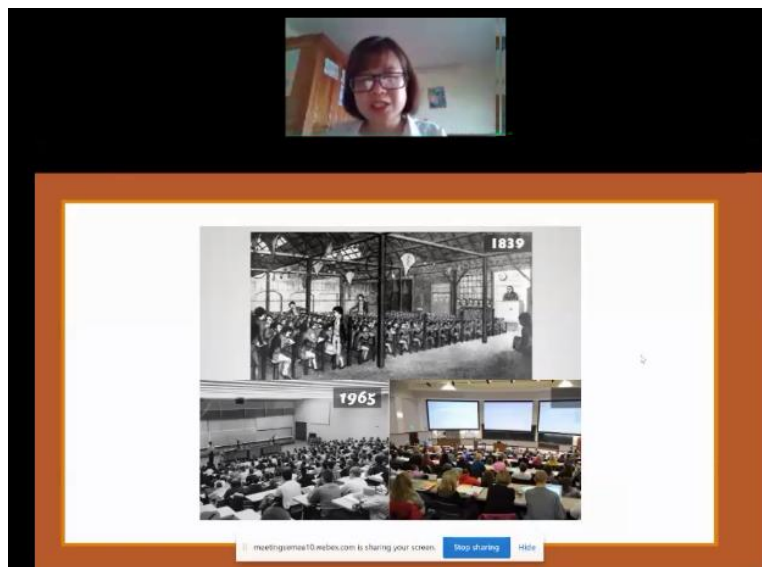 1839
1965
meetingsemea10.webex.com is sharing your screen.
Stop sharing
Hide